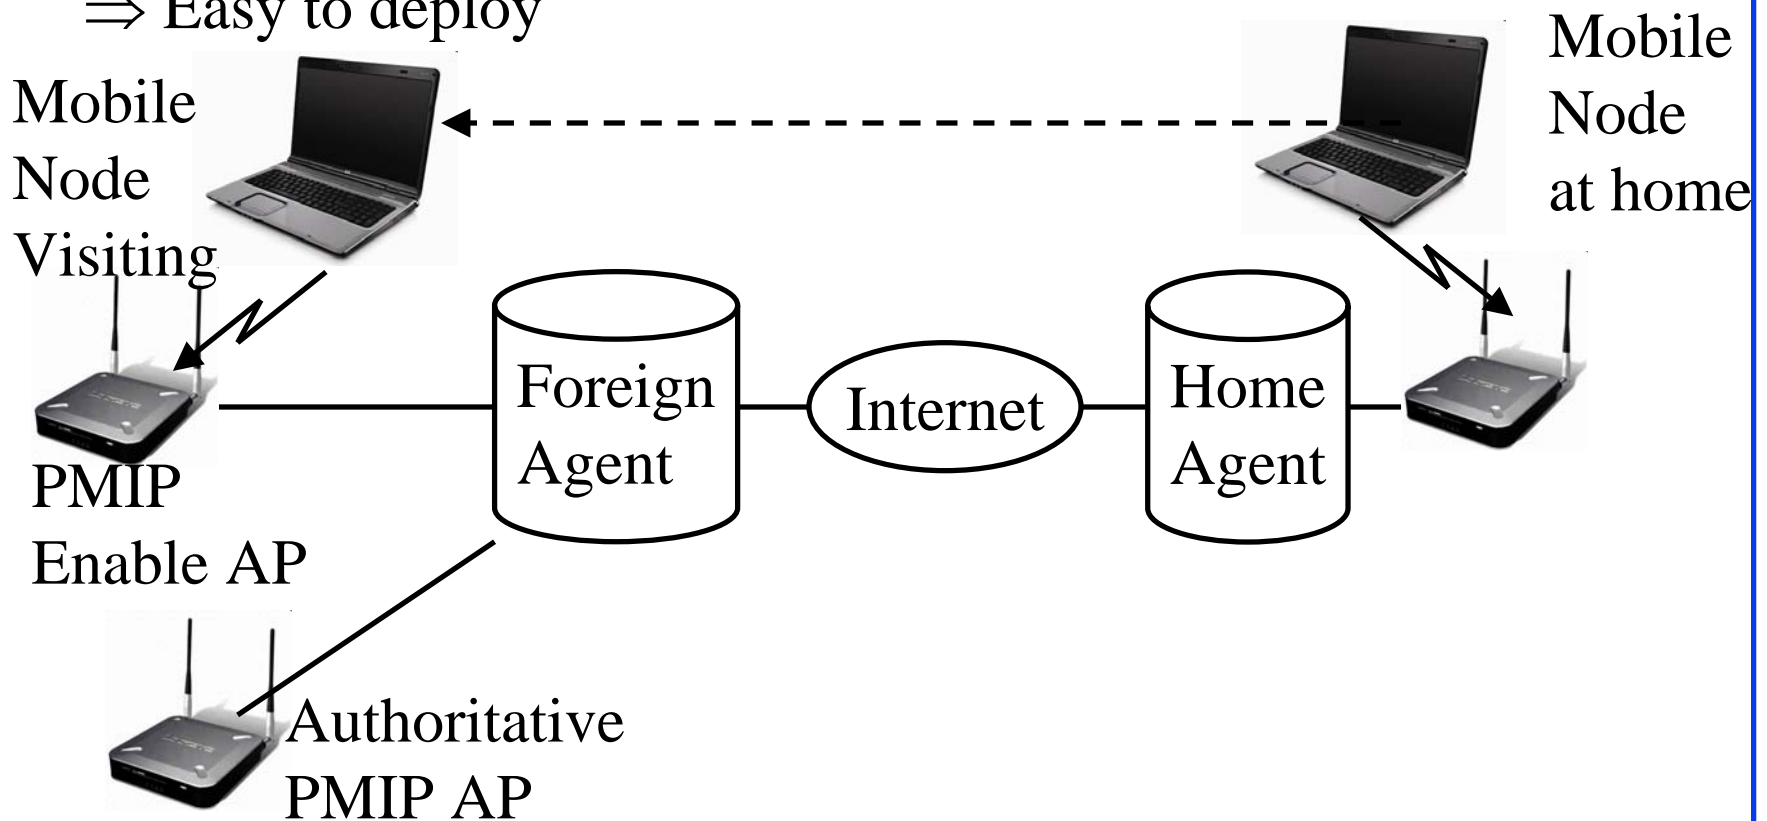 ⇒ Easy to deploy
Mobile
Node
Visiting
Mobile
Node
at home
Foreign
Agent
Internet
Home
Agent
PMIP
Enable AP
Authoritative
PMIP AP